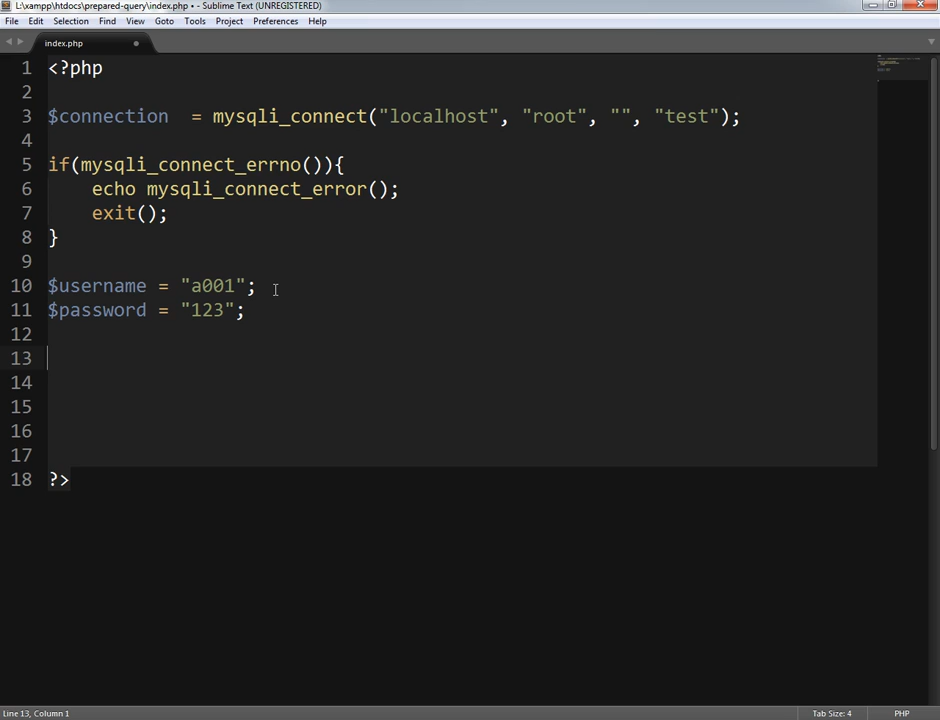 L:\xampp\htdocs\prepared-query\index.php • - Sublime Text (UNREGISTERED)
File Edit Selection Find View Goto Tools Project Preferences Help
index.php
1 <?php
2
3 $connection  = mysqli_connect("localhost", "root", "", "test");
4
5 if(mysqli_connect_errno()){
6     echo mysqli_connect_error();
7     exit();
8 }
9
10 $username = "a001";
11 $password = "123";
12
13
14
15
16
17
18 ?>
Line 13, Column 1 Tab Size: 4 PHP